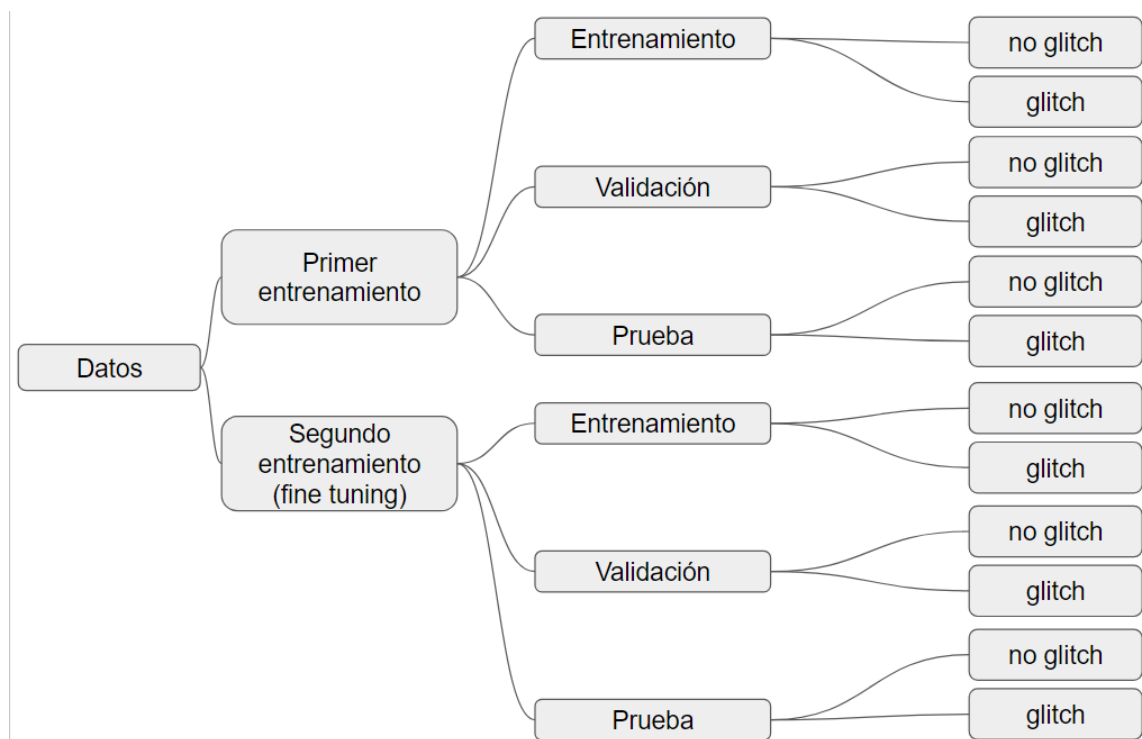 Datos
Primer
entrenamiento
Entrenamiento
no glitch
glitch
Validación
no glitch
glitch
Prueba
no glitch
glitch
Segundo
entrenamiento
(fine tuning)
Entrenamiento
no glitch
glitch
Validación
no glitch
glitch
Prueba
no glitch
glitch